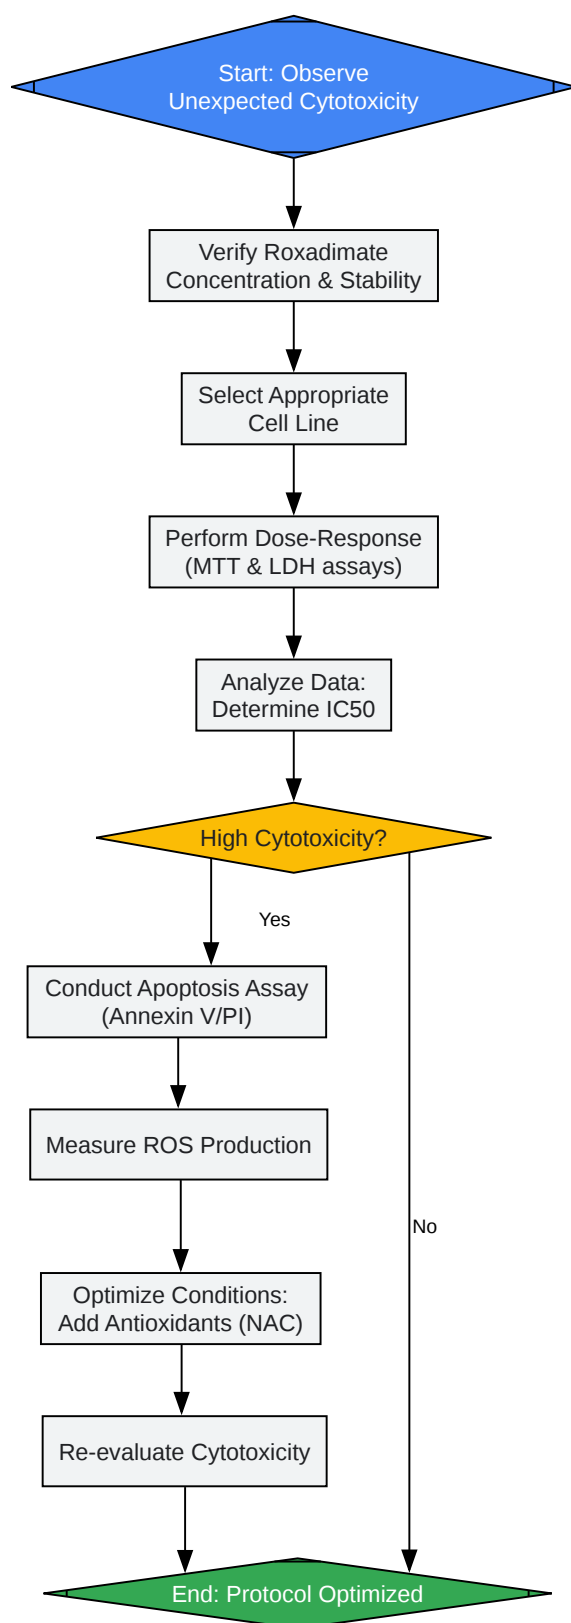 Start: Observe
Unexpected Cytotoxicity
Verify Roxadimate
Concentration & Stability
Select Appropriate
Cell Line
Perform Dose-Response
(MTT & LDH assays)
Analyze Data:
Determine IC50
High Cytotoxicity?
Yes
Conduct Apoptosis Assay
(Annexin V/PI)
Measure ROS Production
No
Optimize Conditions:
Add Antioxidants (NAC)
Re-evaluate Cytotoxicity
End: Protocol Optimized